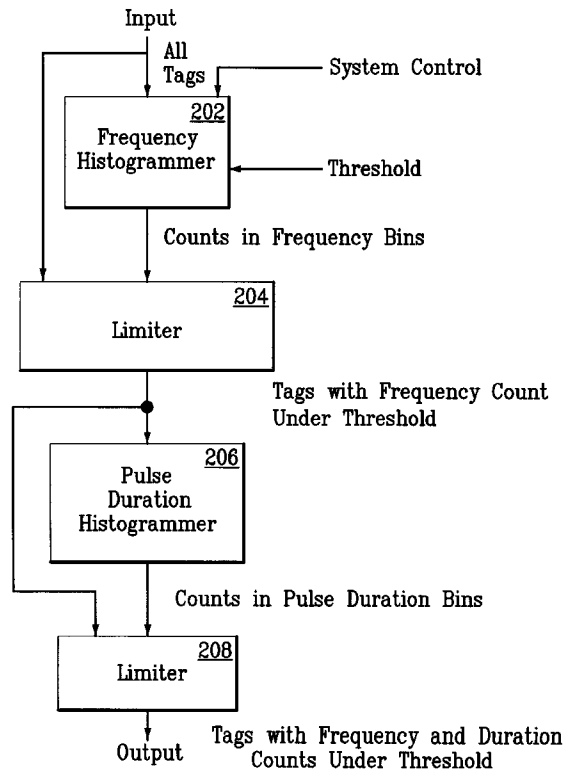 Input
All
Tags
System Control
202
Frequency
Histogrammer
Threshold
Counts in Frequency Bins
204
Limiter
Tags with Frequency Count
Under Threshold
206
Pulse
Duration
Histogrammer
Counts in Pulse Duration Bins
208
Limiter
Output
Tags with Frequency and Duration
Counts Under Threshold